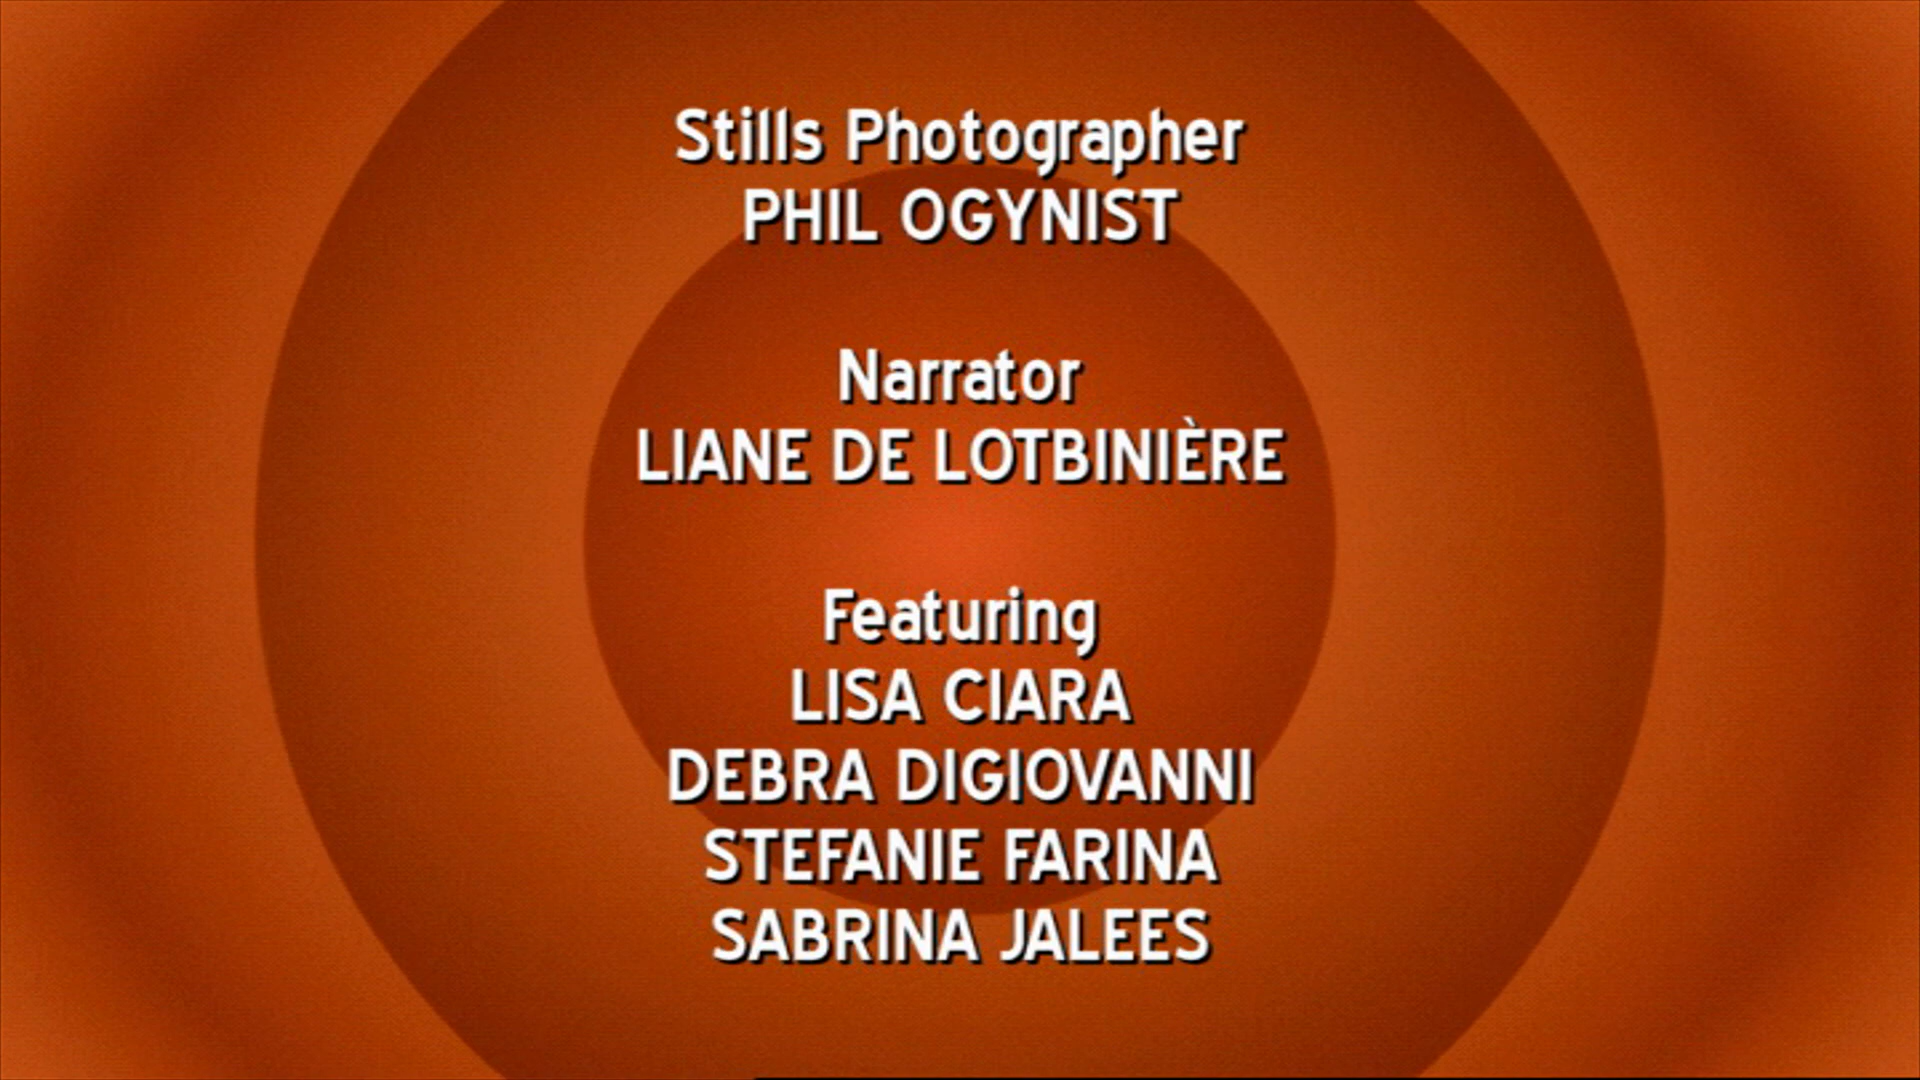 Stills Photographer
PHIL OGYNIST
Narrator
LIANE DE LOTBINIÈRE
Featuring
LISA CIARA
DEBRA DIGIOVANNI
STEFANIE FARINA
SABRINA JALEES